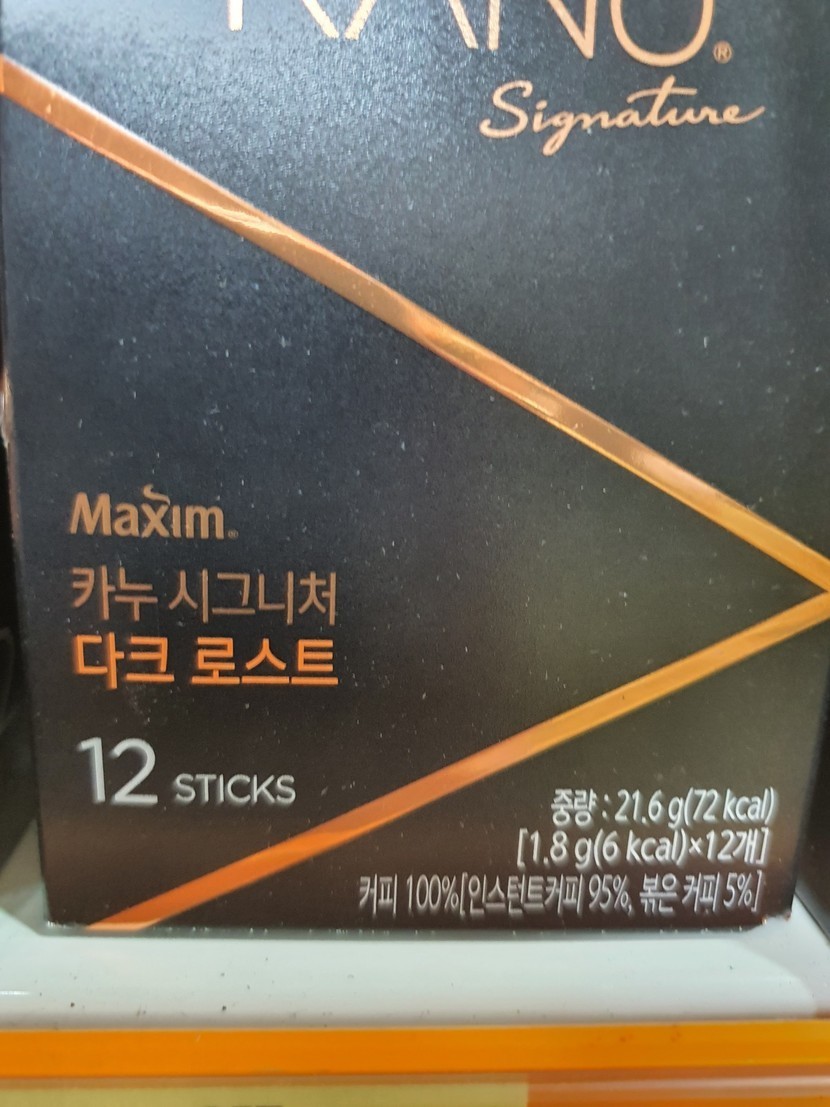 KANU®
Signature
Maxim®
카누 시그니처
다크 로스트
12 STICKS
중량 : 21.6 g(72 kcal)
[1.8 g(6 kcal)×12개]
커피 100%[인스턴트커피 95%, 볶은 커피 5%]